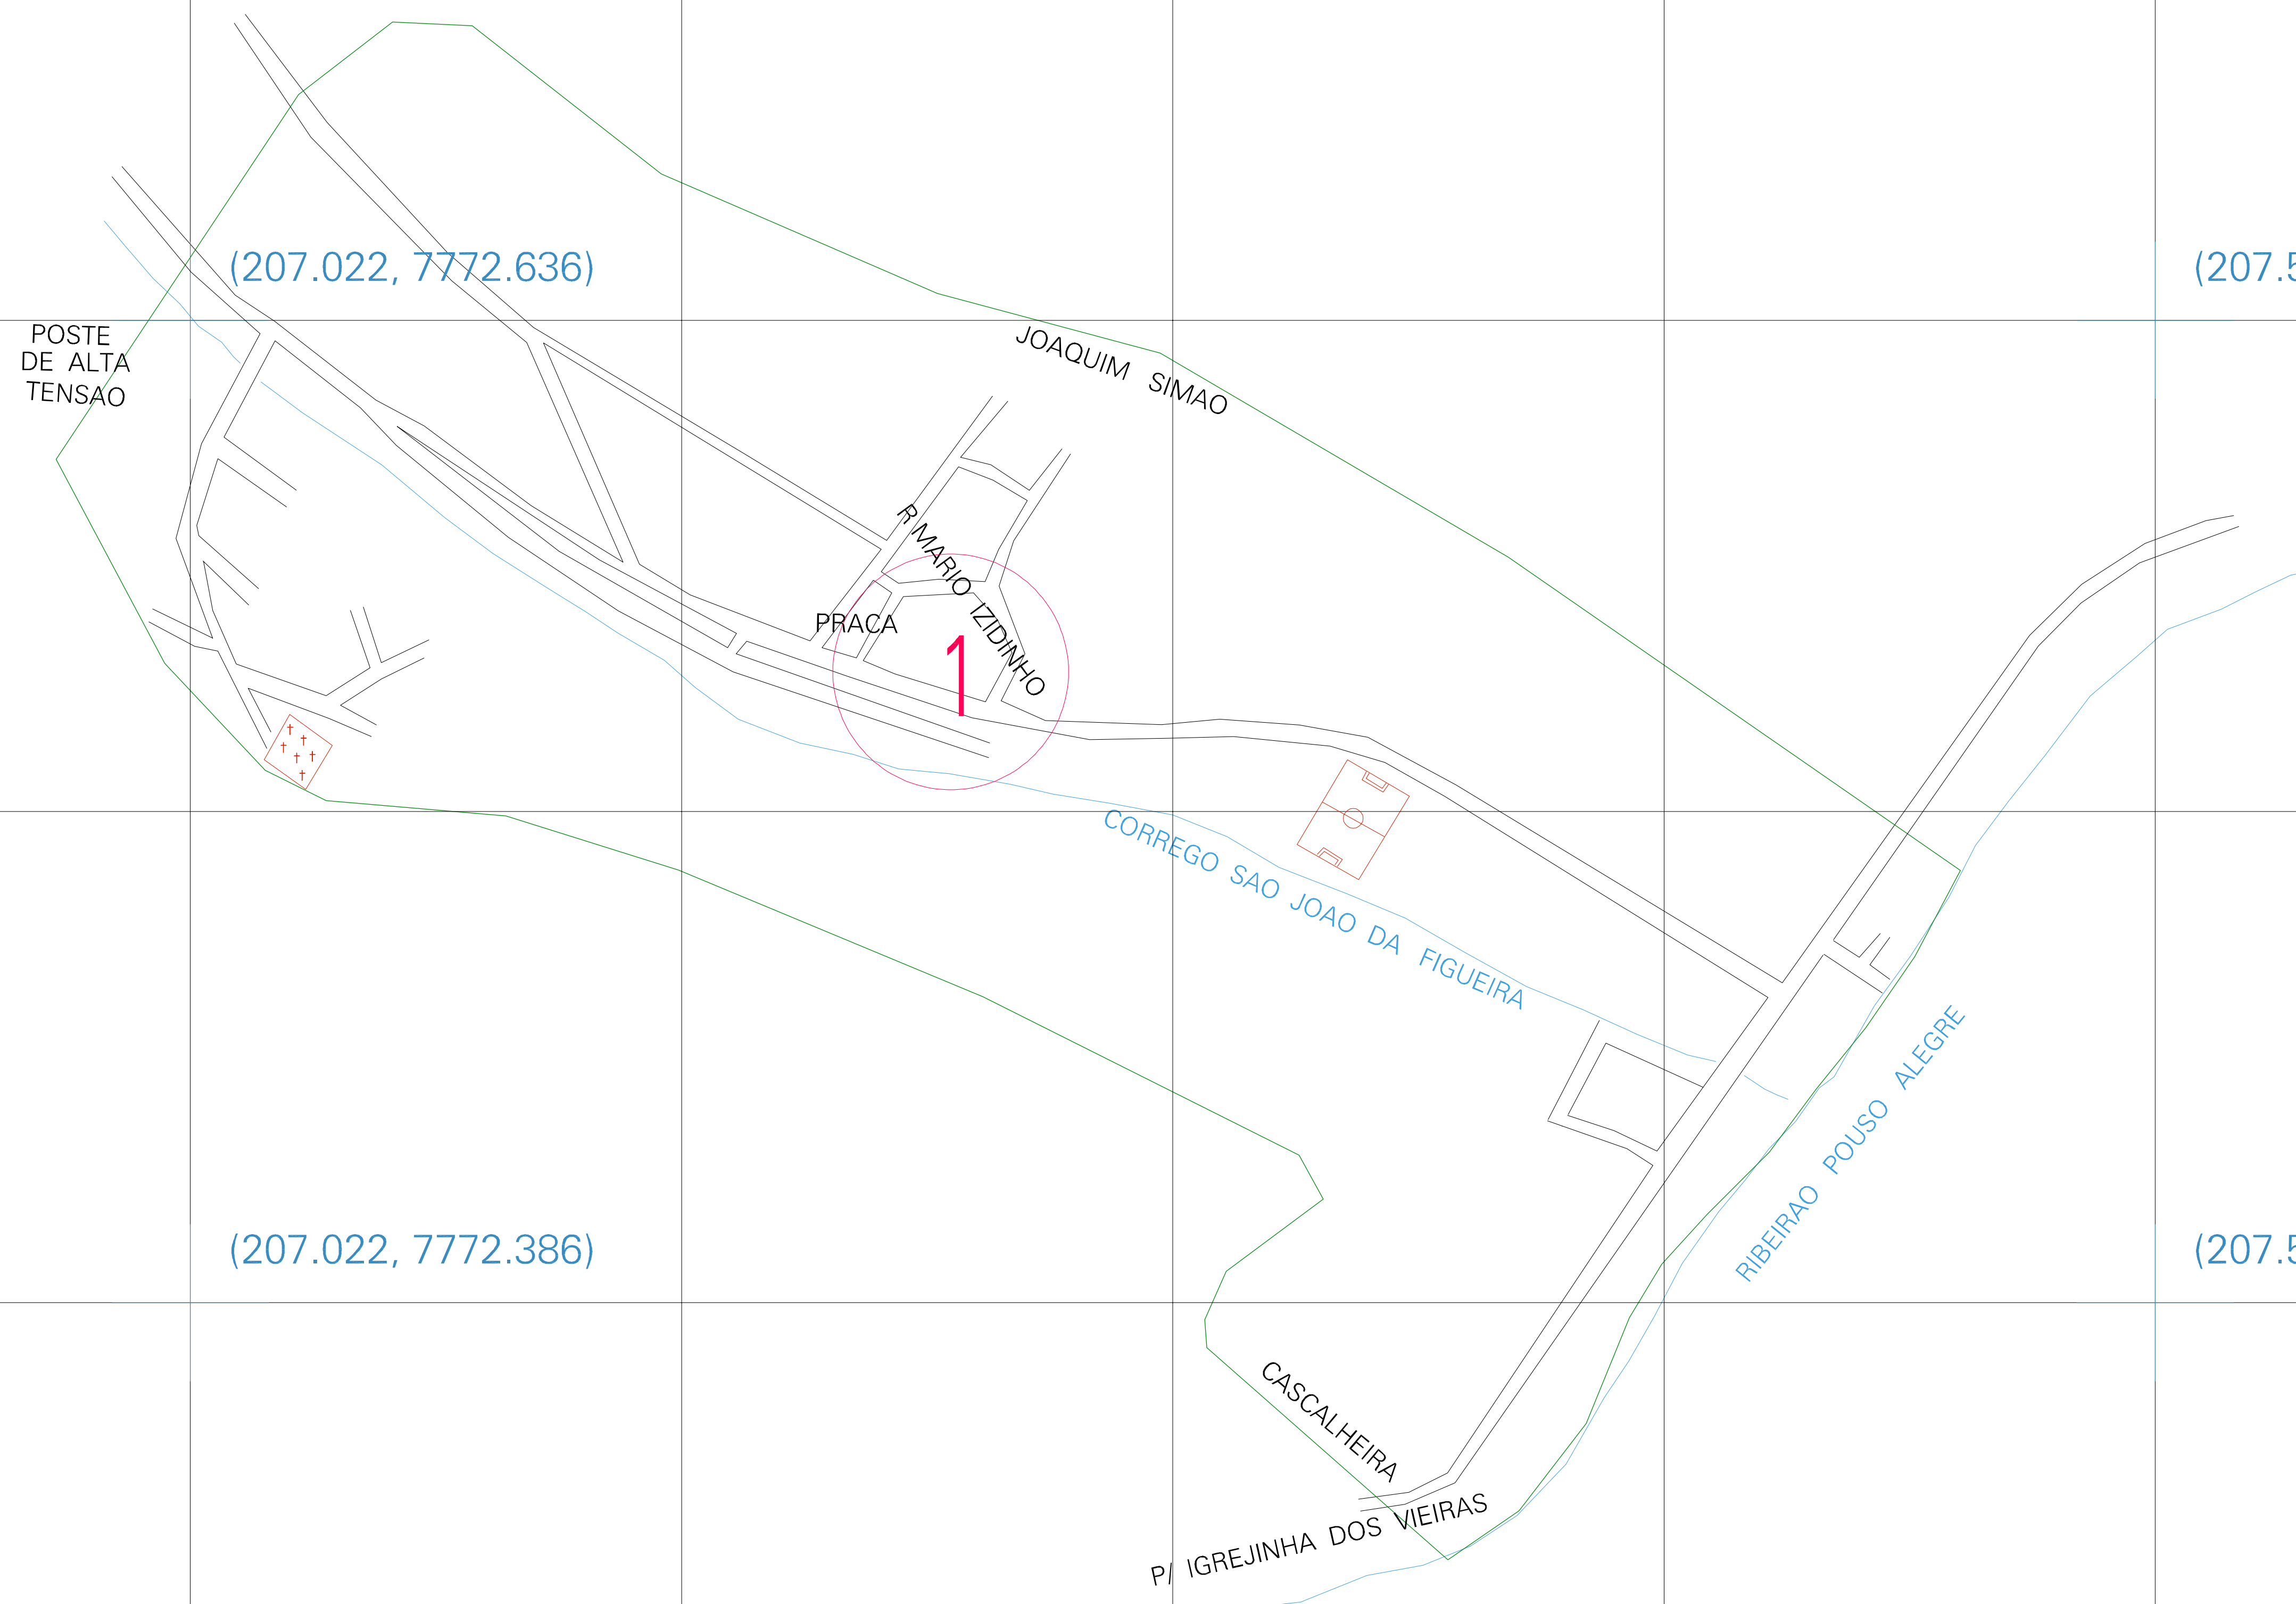 (207.022, 7772.636)
(207.5
POSTE
DE ALTA
TENSAO
JOAQUIM SIMAO
R MARIO IZIDINHO
PRACA
1
CORREGO SAO JOAO DA FIGUEIRA
RIBEIRAO POUSO ALEGRE
(207.022, 7772.386)
(207.5
CASCALHEIRA
P/ IGREJINHA DOS VIEIRAS